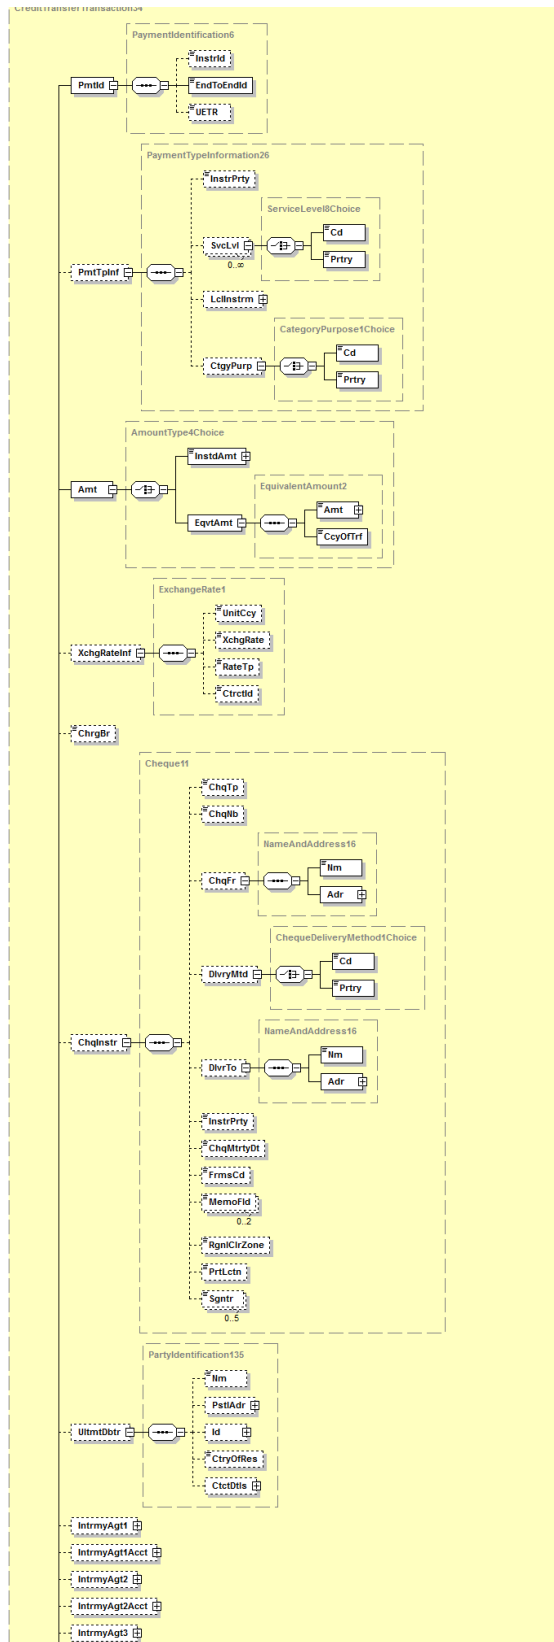 CreditTransferTransaction34
PaymentIdentification6
InstrId
PmtId
EndToEndId
UETR
PaymentTypeInformation26
InstrPrty
ServiceLevel8Choice
Cd
SvcLvl
0..∞
Prtry
PmtTpInf
LclInstrm
CategoryPurpose1Choice
Cd
CtgyPurp
Prtry
AmountType4Choice
InstdAmt
EquivalentAmount2
Amt
Amt
EqvtAmt
CcyOfTrf
ExchangeRate1
UnitCcy
XchgRate
XchgRateInf
RateTp
CtrctId
ChrgBr
Cheque11
ChqTp
ChqNb
NameAndAddress16
Nm
ChqFr
Adr
ChequeDeliveryMethod1Choice
Cd
DlvryMtd
Prtry
NameAndAddress16
ChqInstr
Nm
DlvrTo
Adr
InstrPrty
ChqMtrtyDt
FrmsCd
MemoFld
0..2
RgnlClrZone
PrtLctn
Sgntr
0..5
PartyIdentification135
Nm
PstlAdr
UltmtDbtr
Id
CtryOfRes
CtctDtls
IntrmyAgt1
IntrmyAgt1Acct
IntrmyAgt2
IntrmyAgt2Acct
IntrmyAgt3